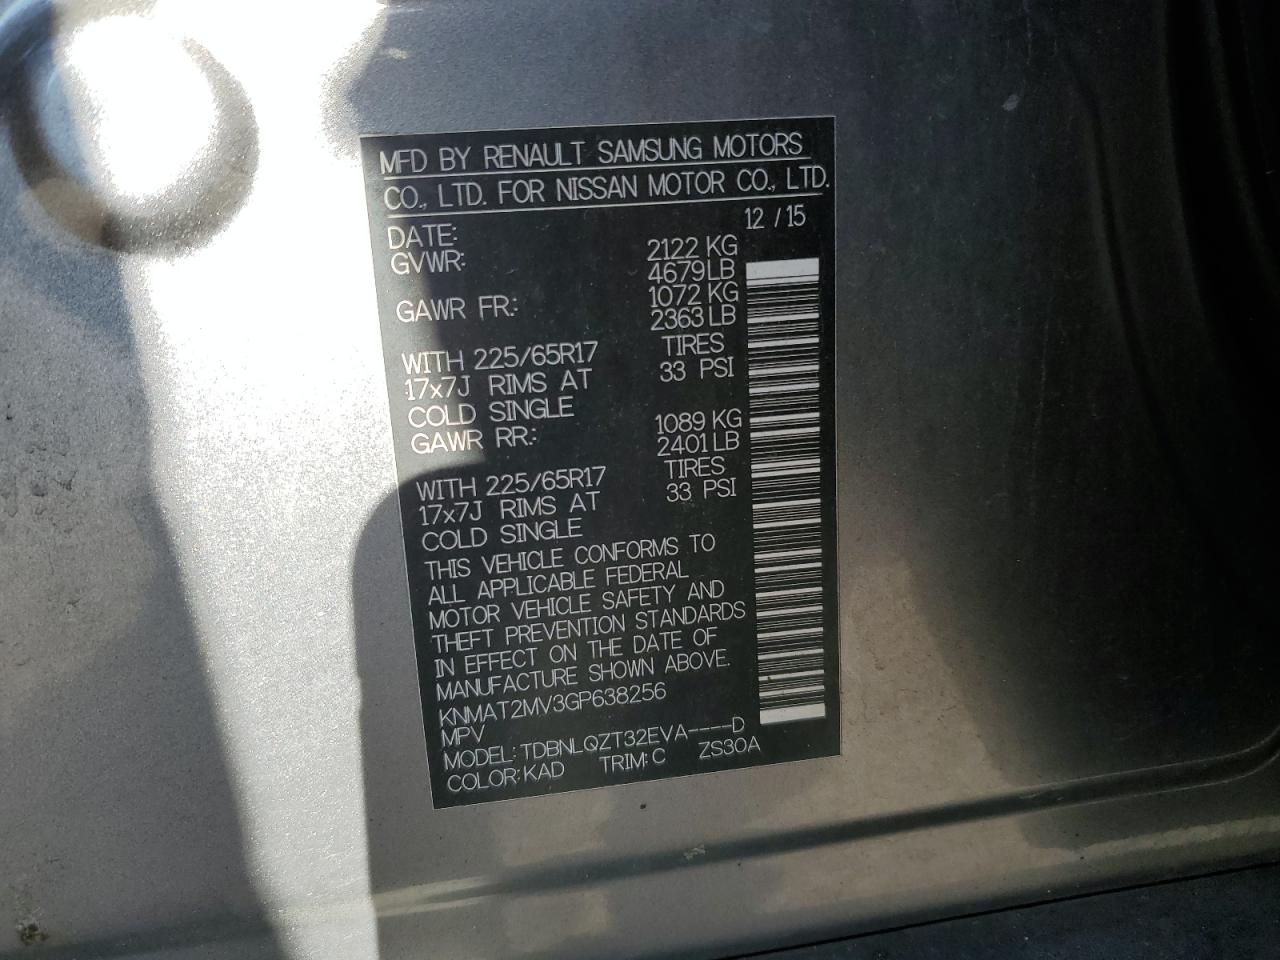 MFD BY RENAULT SAMSUNG MOTORS
CO., LTD. FOR NISSAN MOTOR CO., LTD.
DATE: 12 / 15
GVWR: 2122 KG
4679 LB
GAWR FR: 1072 KG
2363 LB
WITH 225/65R17 TIRES
17x7J RIMS AT 33 PSI
COLD SINGLE
GAWR RR: 1089 KG
2401 LB
WITH 225/65R17 TIRES
17x7J RIMS AT 33 PSI
COLD SINGLE
THIS VEHICLE CONFORMS TO
ALL APPLICABLE FEDERAL
MOTOR VEHICLE SAFETY AND
THEFT PREVENTION STANDARDS
IN EFFECT ON THE DATE OF
MANUFACTURE SHOWN ABOVE.
KNMAT2MV3GP638256
MPV
MODEL: TDBNLQZT32EVA----D
COLOR: KAD TRIM: C ZS30A